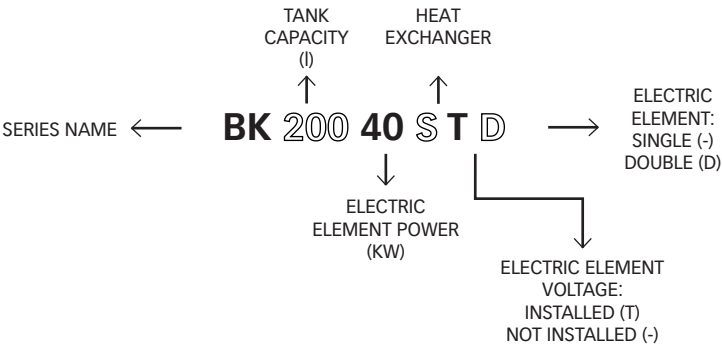 TANK
CAPACITY
(l)
HEAT
EXCHANGER
SERIES NAME
BK 200 40 S T D
ELECTRIC
ELEMENT:
SINGLE (-)
DOUBLE (D)
ELECTRIC
ELEMENT POWER
(KW)
ELECTRIC ELEMENT
VOLTAGE:
INSTALLED (T)
NOT INSTALLED (-)